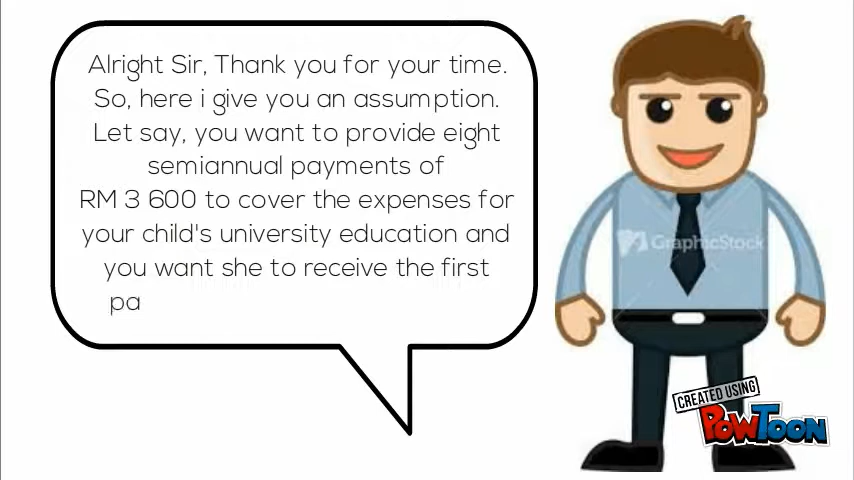 Alright Sir, Thank you for your time.
So, here i give you an assumption.
Let say, you want to provide eight
semiannual payments of
RM 3 600 to cover the expenses for
your child's university education and
you want she to receive the first
pa
GraphicStock
CREATED USING
POWTOON